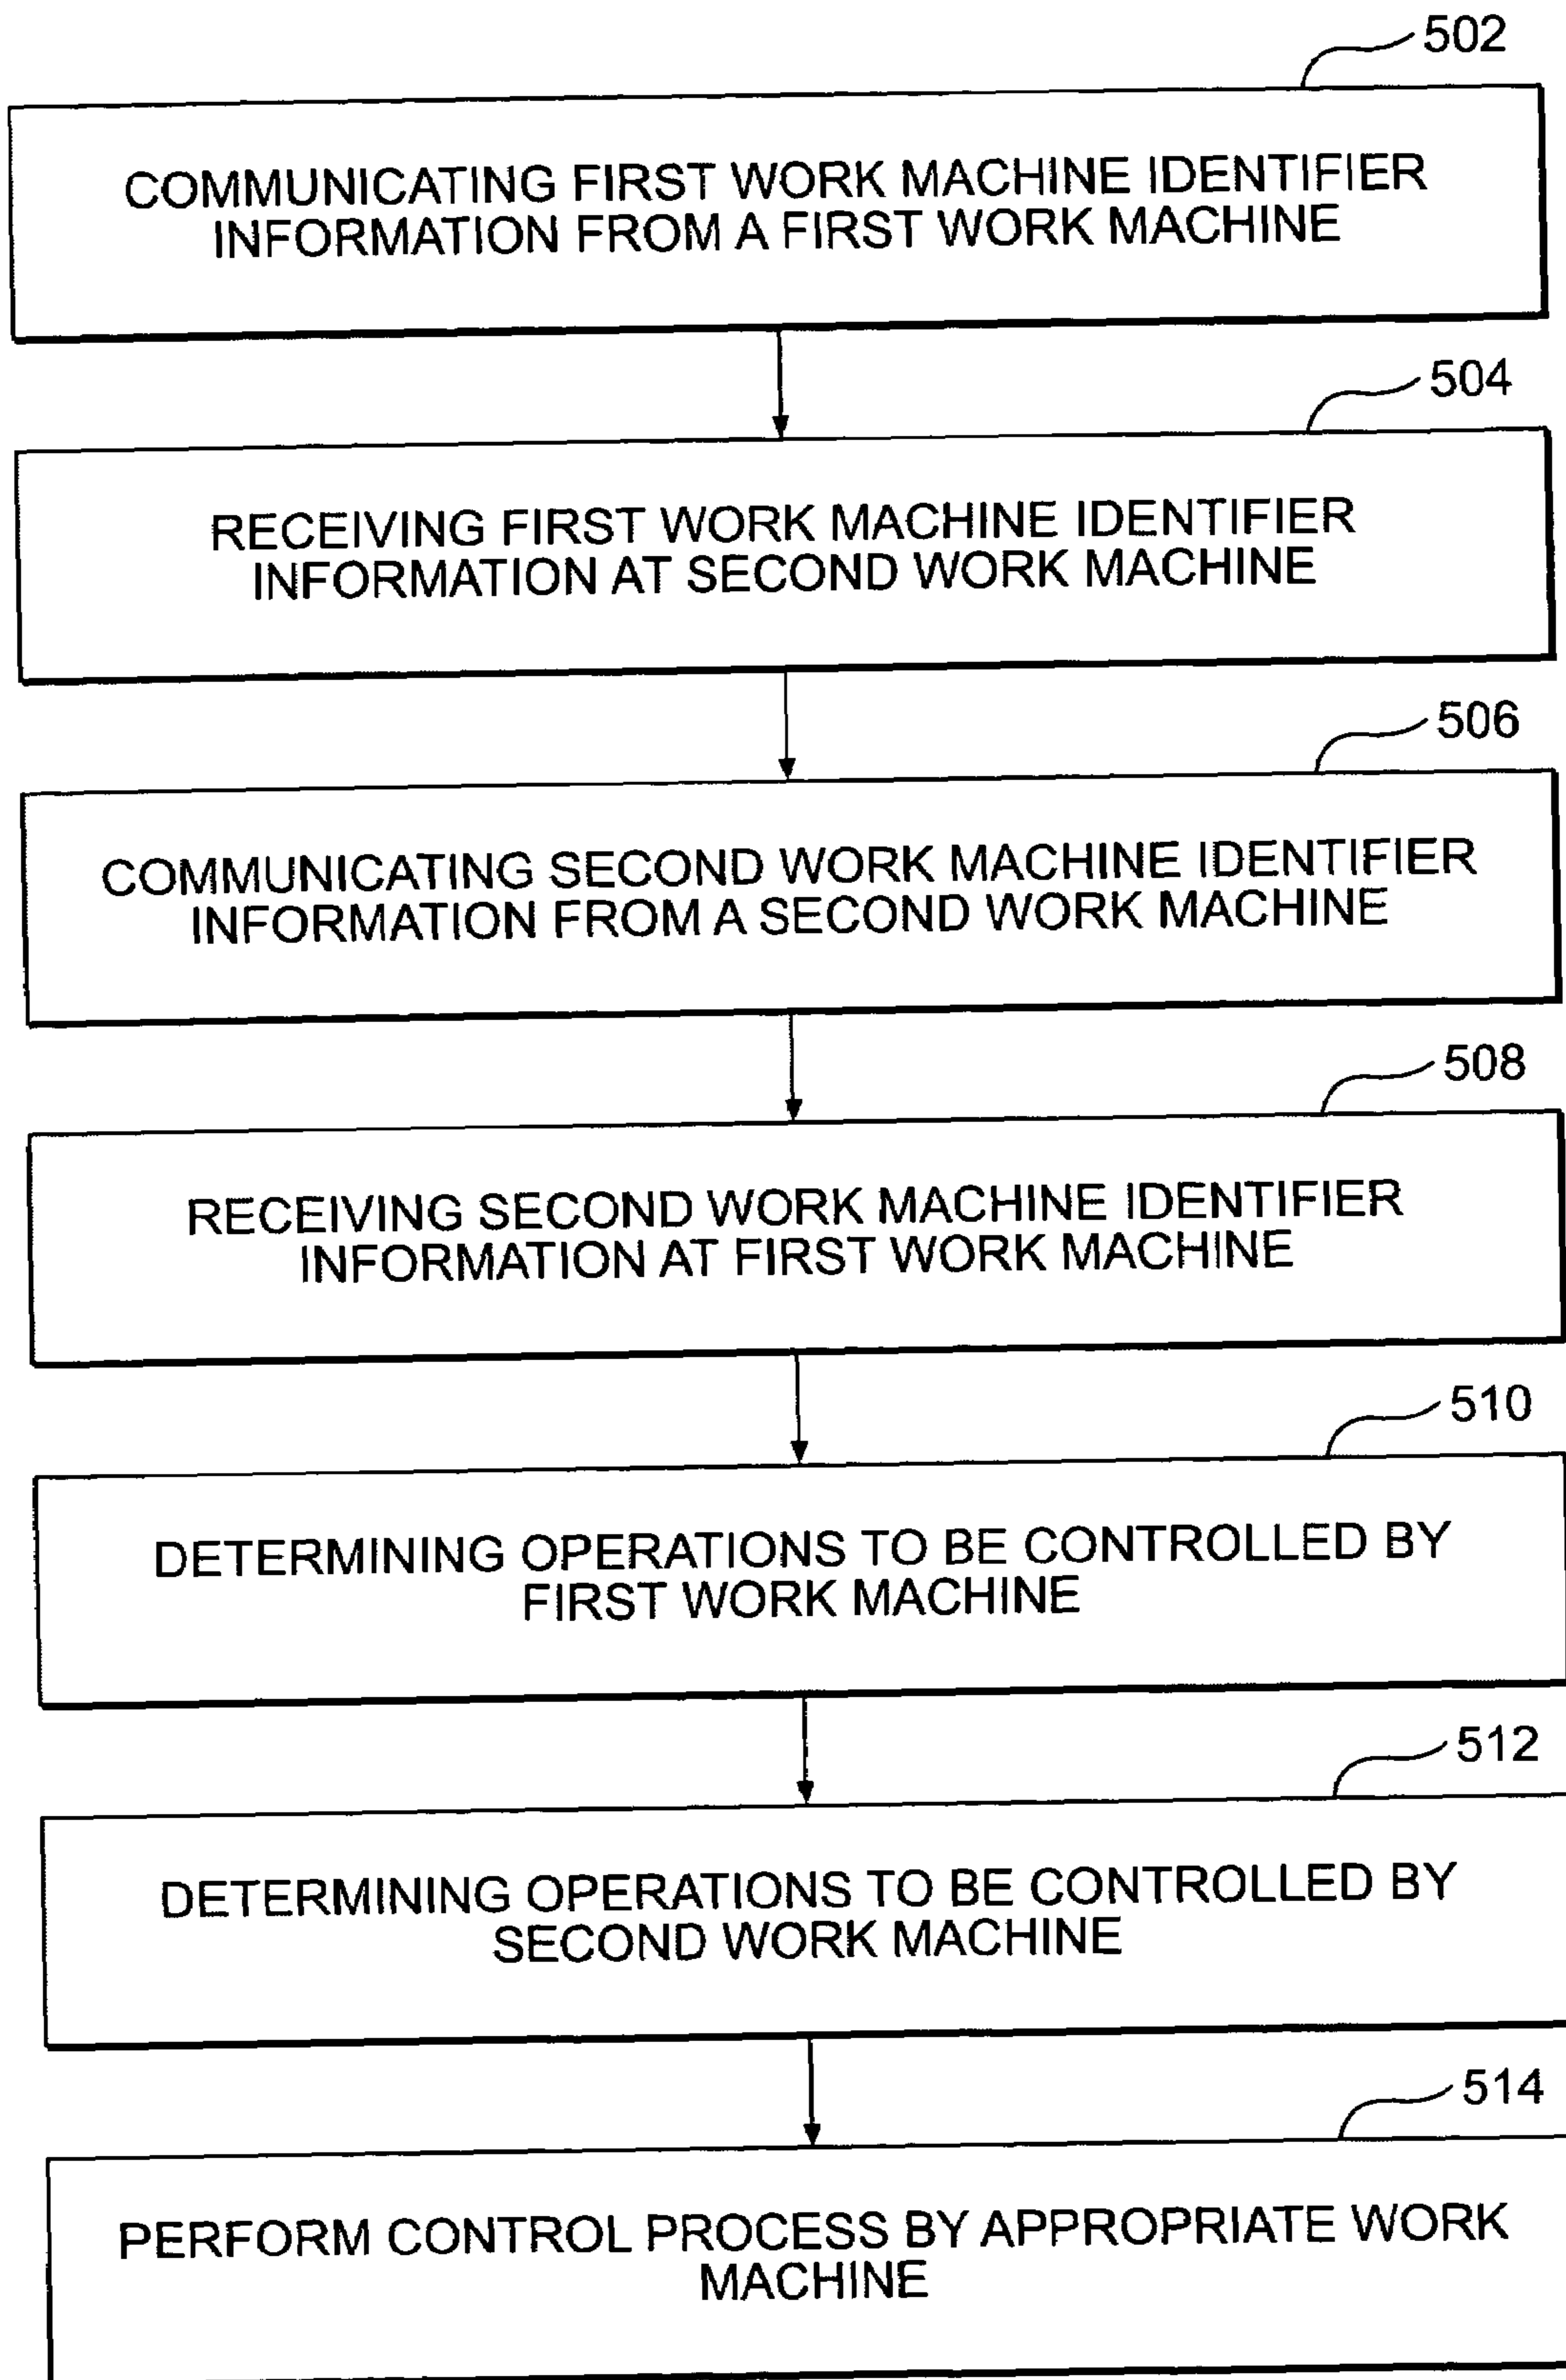 502
COMMUNICATING FIRST WORK MACHINE IDENTIFIER
INFORMATION FROM A FIRST WORK MACHINE
504
RECEIVING FIRST WORK MACHINE IDENTIFIER
INFORMATION AT SECOND WORK MACHINE
506
COMMUNICATING SECOND WORK MACHINE IDENTIFIER
INFORMATION FROM A SECOND WORK MACHINE
508
RECEIVING SECOND WORK MACHINE IDENTIFIER
INFORMATION AT FIRST WORK MACHINE
510
DETERMINING OPERATIONS TO BE CONTROLLED BY
FIRST WORK MACHINE
512
DETERMINING OPERATIONS TO BE CONTROLLED BY
SECOND WORK MACHINE
514
PERFORM CONTROL PROCESS BY APPROPRIATE WORK
MACHINE